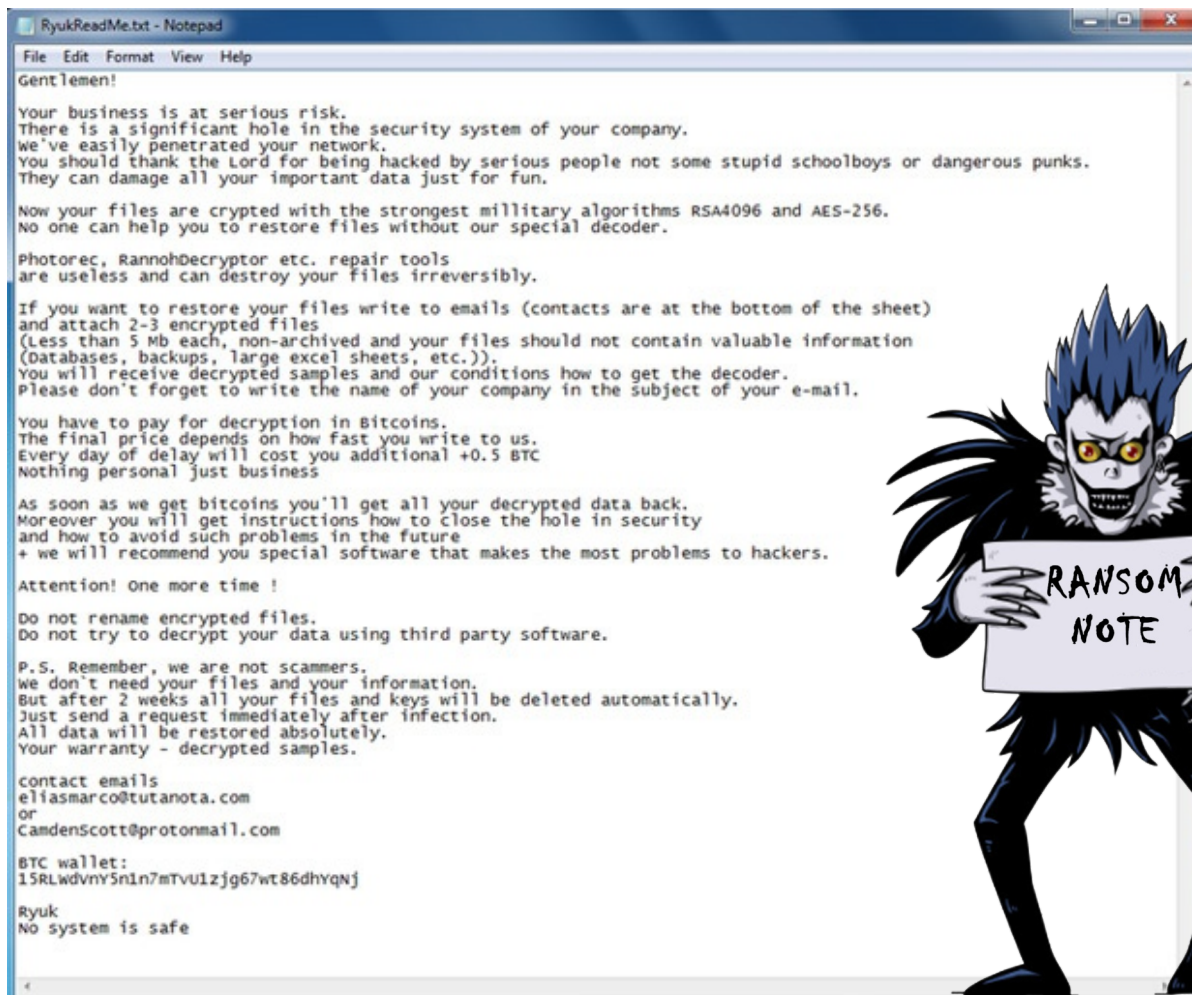 RyukReadMe.txt - Notepad
File Edit Format View Help
Gentlemen!
Your business is at serious risk.
There is a significant hole in the security system of your company.
We've easily penetrated your network.
You should thank the Lord for being hacked by serious people not some stupid schoolboys or dangerous punks.
They can damage all your important data just for fun.
Now your files are crypted with the strongest millitary algorithms RSA4096 and AES-256.
No one can help you to restore files without our special decoder.
Photorec, RannohDecryptor etc. repair tools
are useless and can destroy your files irreversibly.
If you want to restore your files write to emails (contacts are at the bottom of the sheet)
and attach 2-3 encrypted files
(Less than 5 Mb each, non-archived and your files should not contain valuable information
(Databases, backups, large excel sheets, etc.)).
You will receive decrypted samples and our conditions how to get the decoder.
Please don't forget to write the name of your company in the subject of your e-mail.
You have to pay for decryption in Bitcoins.
The final price depends on how fast you write to us.
Every day of delay will cost you additional +0.5 BTC
Nothing personal just business
As soon as we get bitcoins you'll get all your decrypted data back.
Moreover you will get instructions how to close the hole in security
and how to avoid such problems in the future
+ we will recommend you special software that makes the most problems to hackers.
Attention! One more time !
Do not rename encrypted files.
Do not try to decrypt your data using third party software.
P.S. Remember, we are not scammers.
We don`t need your files and your information.
But after 2 weeks all your files and keys will be deleted automatically.
Just send a request immediately after infection.
All data will be restored absolutely.
Your warranty - decrypted samples.
contact emails
eliasmarco@tutanota.com
or
CamdenScott@protonmail.com
BTC wallet:
15RLWdVnY5n1n7mTvU1zjg67wt86dhYqNj
Ryuk
No system is safe
RANSOM
NOTE